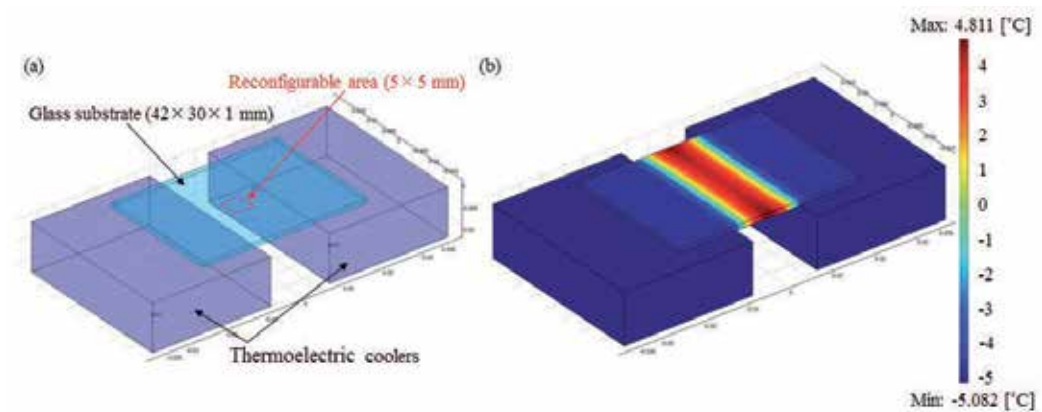 Max: 4.811 [°C]
(a)
Reconfigurable area (5×5 mm)
Glass substrate (42×30×1 mm)
Thermoelectric coolers
(b)
4
3
2
1
0
-1
-2
-3
-4
-5
Min: -5.082 [°C]